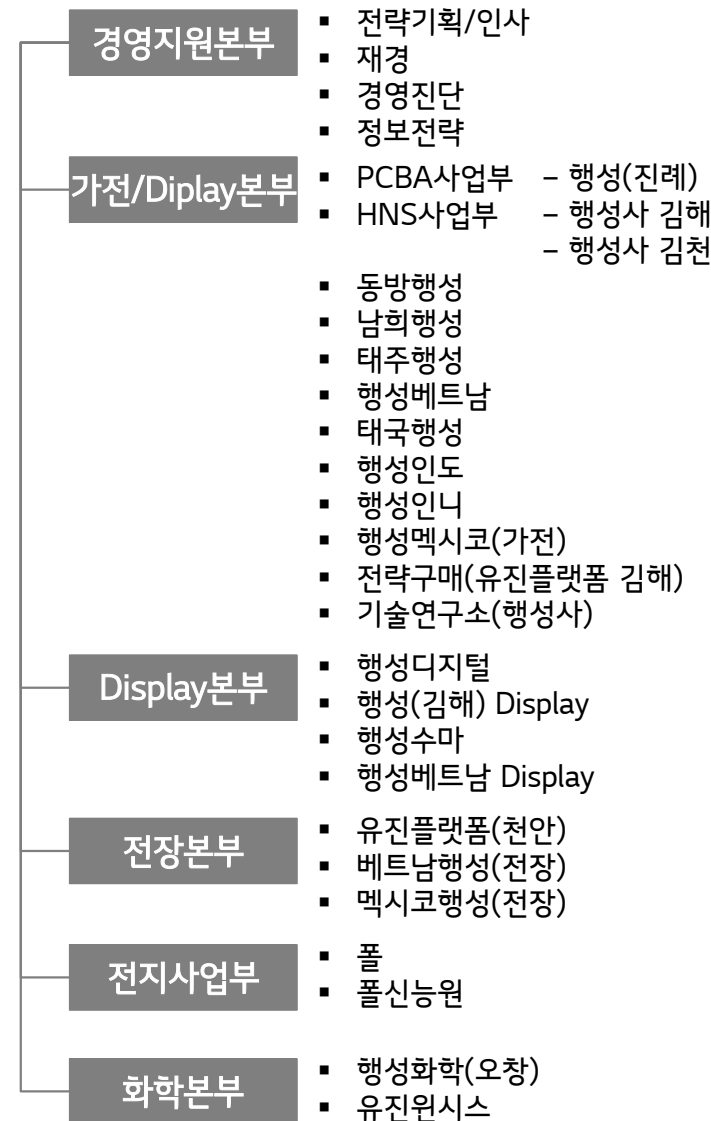 경영지원본부
▪ 전략기획/인사
▪ 재경
▪ 경영진단
▪ 정보전략
가전/Diplay본부
▪ PCBA사업부 – 행성(진례)
▪ HNS사업부 – 행성사 김해
– 행성사 김천
▪ 동방행성
▪ 남희행성
▪ 태주행성
▪ 행성베트남
▪ 태국행성
▪ 행성인도
▪ 행성인니
▪ 행성멕시코(가전)
▪ 전략구매(유진플랫폼 김해)
▪ 기술연구소(행성사)
Display본부
▪ 행성디지털
▪ 행성(김해) Display
▪ 행성수마
▪ 행성베트남 Display
전장본부
▪ 유진플랫폼(천안)
▪ 베트남행성(전장)
▪ 멕시코행성(전장)
전지사업부
▪ 폴
▪ 폴신능원
화학본부
▪ 행성화학(오창)
▪ 유진윈시스